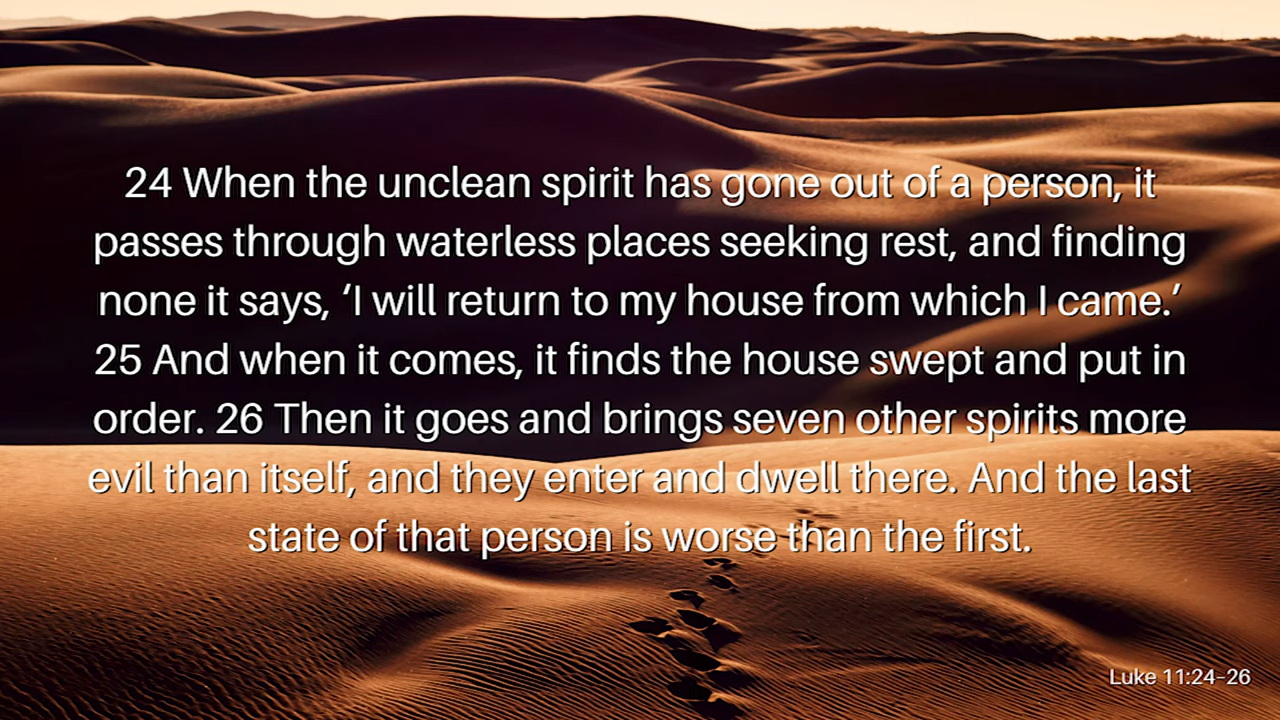 24 When the unclean spirit has gone out of a person, it
passes through waterless places seeking rest, and finding
none it says, ‘I will return to my house from which I came.’
25 And when it comes, it finds the house swept and put in
order. 26 Then it goes and brings seven other spirits more
evil than itself, and they enter and dwell there. And the last
state of that person is worse than the first.
Luke 11:24-26